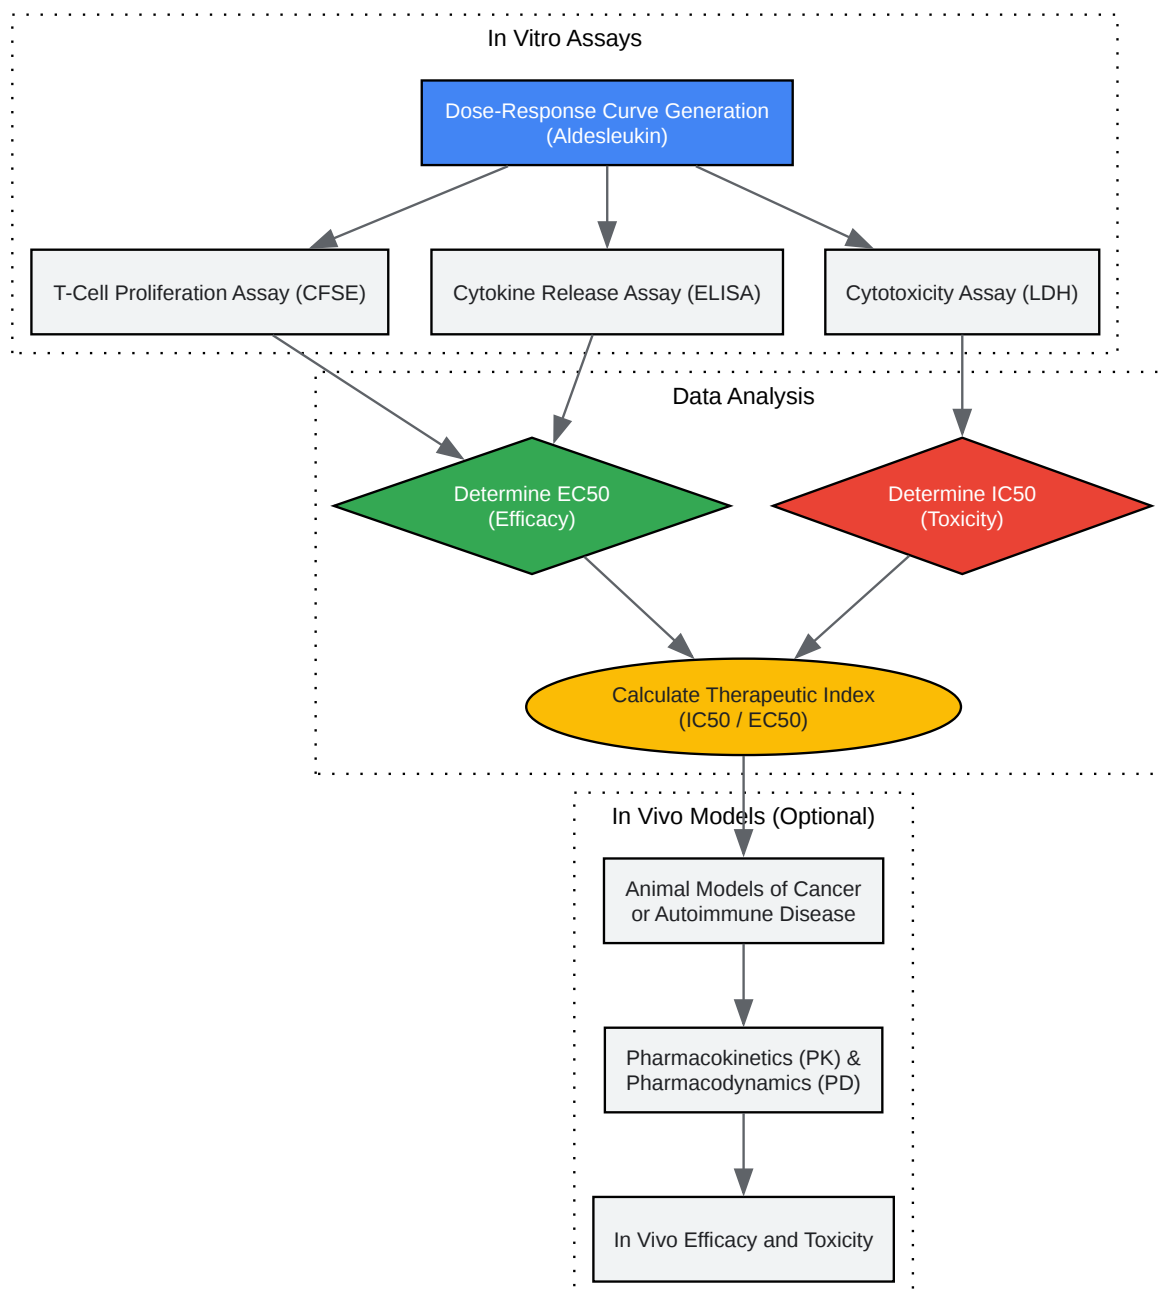 In Vitro Assays
Dose-Response Curve Generation
(Aldesleukin)
T-Cell Proliferation Assay (CFSE)
Cytokine Release Assay (ELISA)
Cytotoxicity Assay (LDH)
Data Analysis
Determine EC50
(Efficacy)
Determine IC50
(Toxicity)
Calculate Therapeutic Index
(IC50 / EC50)
In Vivo Models (Optional)
Animal Models of Cancer
or Autoimmune Disease
Pharmacokinetics (PK) &
Pharmacodynamics (PD)
In Vivo Efficacy and Toxicity